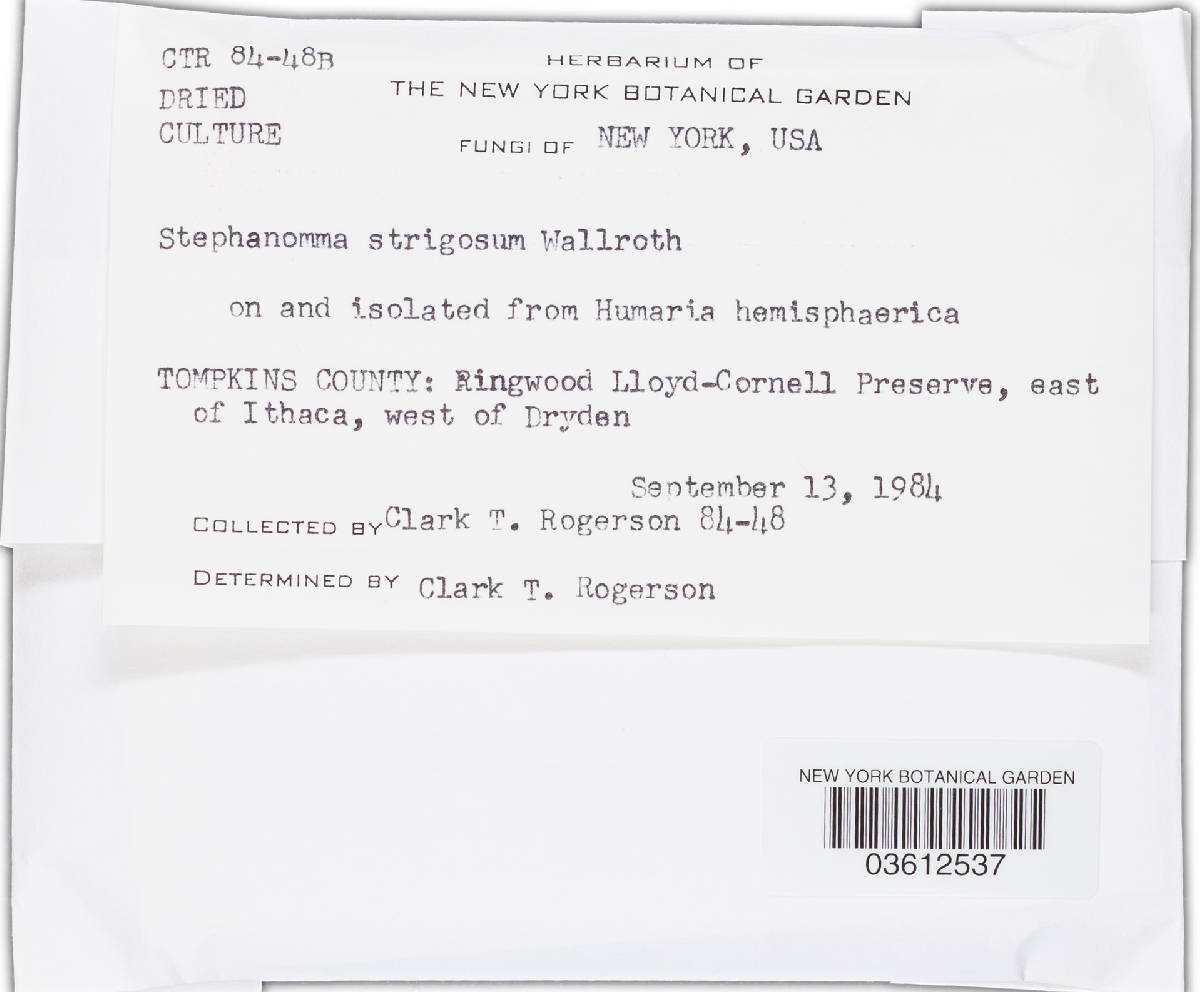 CTR 84-48B
DRIED
CULTURE
HERBARIUM OF
THE NEW YORK BOTANICAL GARDEN
FUNGI OF NEW YORK, USA
Stephanomma strigosum Wallroth
on and isolated from Humaria hemisphaerica
TOMPKINS COUNTY: Ringwood Lloyd-Cornell Preserve, east
of Ithaca, west of Dryden
September 13, 1984
COLLECTED BY Clark T. Rogerson 84-48
DETERMINED BY Clark T. Rogerson
NEW YORK BOTANICAL GARDEN
03612537